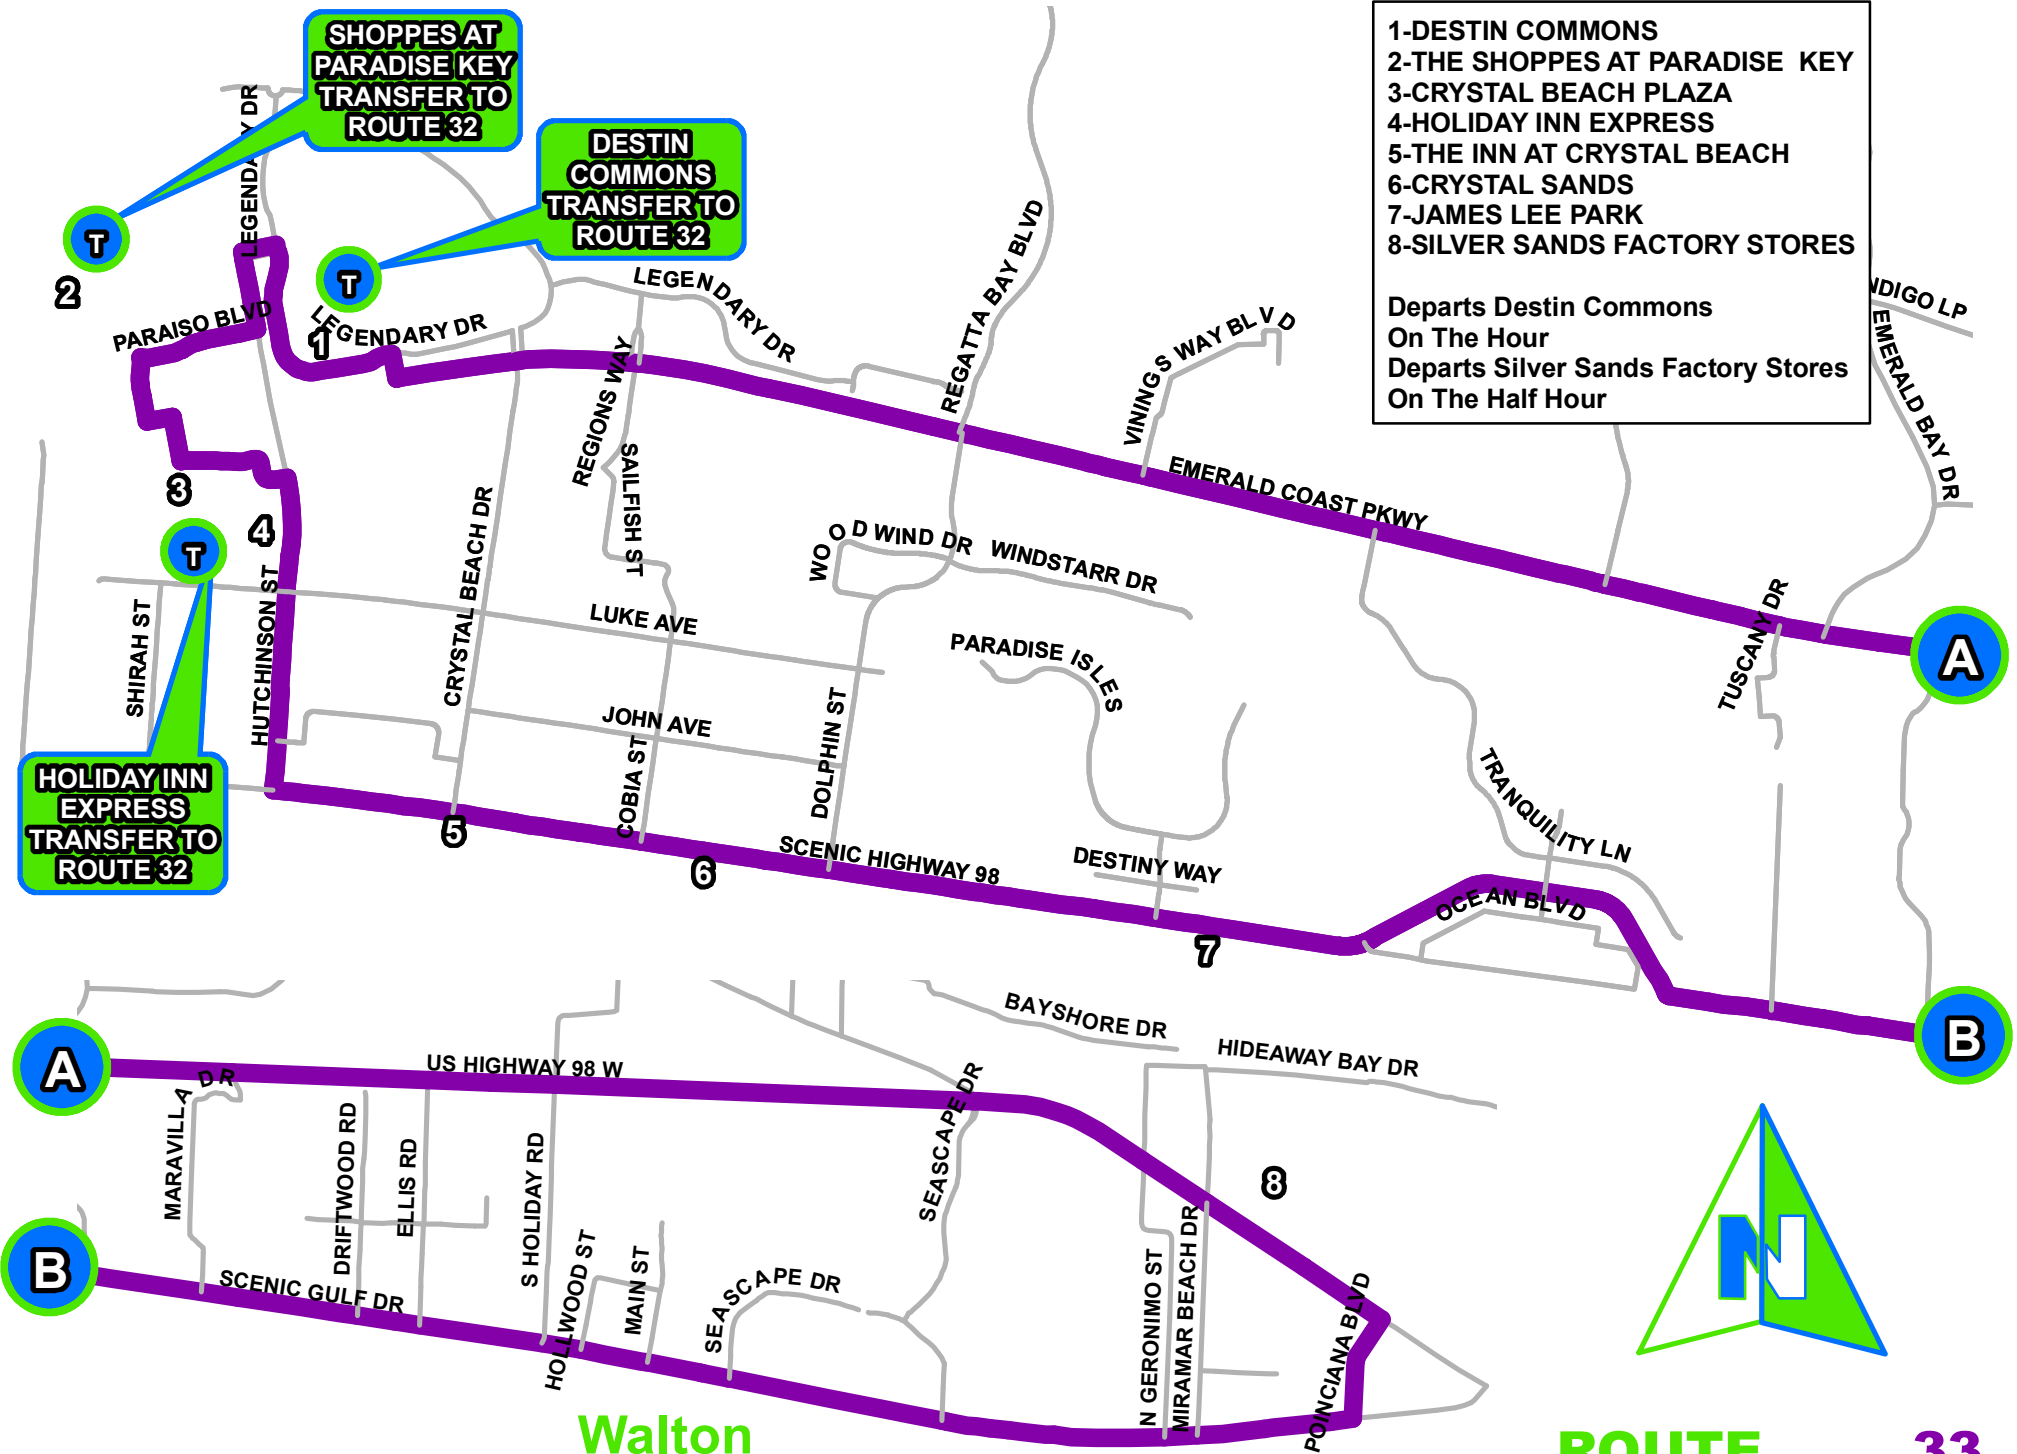 SHOPPES AT
PARADISE KEY
TRANSFER TO
ROUTE 32
DESTIN
COMMONS
TRANSFER TO
ROUTE 32
1-DESTIN COMMONS
2-THE SHOPPES AT PARADISE KEY
3-CRYSTAL BEACH PLAZA
4-HOLIDAY INN EXPRESS
5-THE INN AT CRYSTAL BEACH
6-CRYSTAL SANDS
7-JAMES LEE PARK
8-SILVER SANDS FACTORY STORES
Departs Destin Commons
On The Hour
Departs Silver Sands Factory Stores
On The Half Hour
LEGENDARY DR
T
2
T
1
PARAISO BLVD
LEGENDARY DR
LEGENDARY DR
REGIONS WAY
REGATTA BAY BLVD
VININGS WAY BLVD
NDIGO LP
EMERALD BAY DR
EMERALD COAST PKWY
3
4
T
SAILFISH ST
CRYSTAL BEACH DR
WOOD WIND DR
WINDSTARR DR
SHIRAH ST
HUTCHINSON ST
LUKE AVE
PARADISE ISLES
TUSCANY DR
A
JOHN AVE
COBIA ST
DOLPHIN ST
TRANQUILITY LN
HOLIDAY INN
EXPRESS
TRANSFER TO
ROUTE 32
5
6
SCENIC HIGHWAY 98
DESTINY WAY
OCEAN BLVD
7
B
A
US HIGHWAY 98 W
BAYSHORE DR
HIDEAWAY BAY DR
MARAVILLA DR
DRIFTWOOD RD
ELLIS RD
S HOLIDAY RD
SEASCAPE DR
8
N
B
SCENIC GULF DR
HOLLWOOD ST
MAIN ST
SEASCAPE DR
N GERONIMO ST
MIRAMAR BEACH DR
POINCIANA BLVD
Walton
ROUTE 33